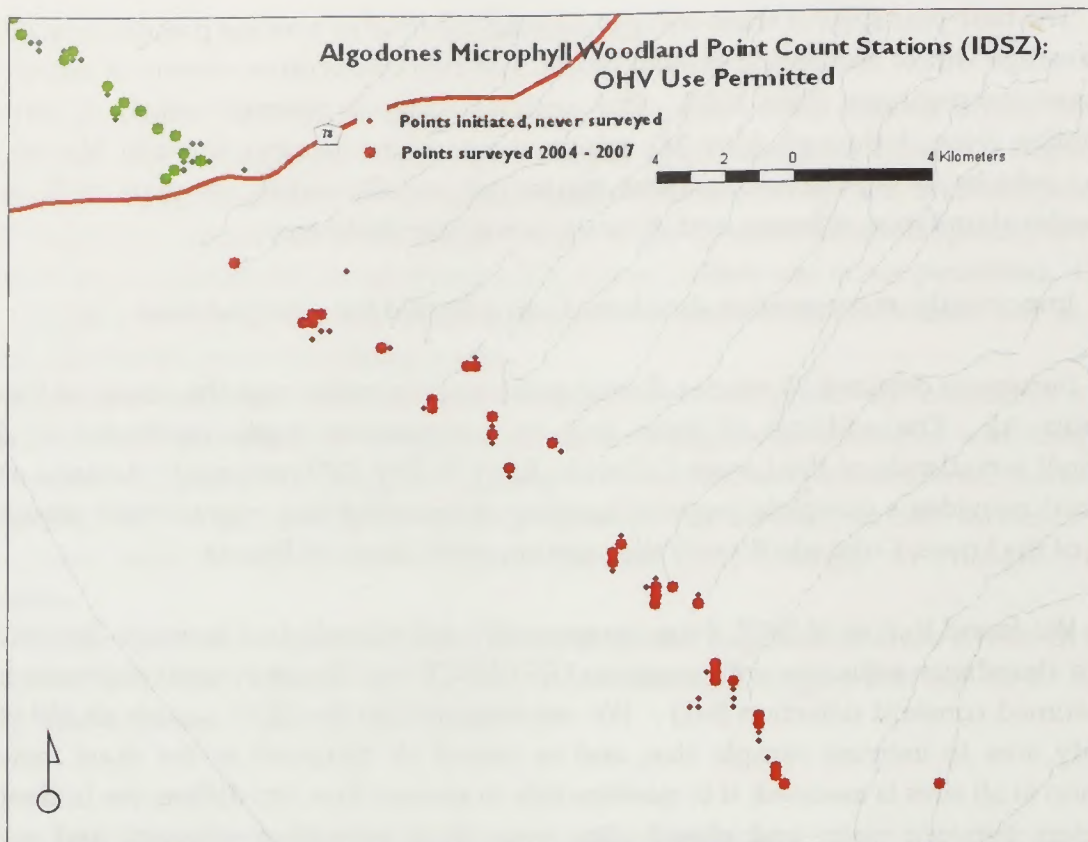 Algodones Microphyll Woodland Point Count Stations (IDSZ):
OHV Use Permitted
78
Points initiated, never surveyed
Points surveyed 2004 - 2007
4 2 0 4 Kilometers